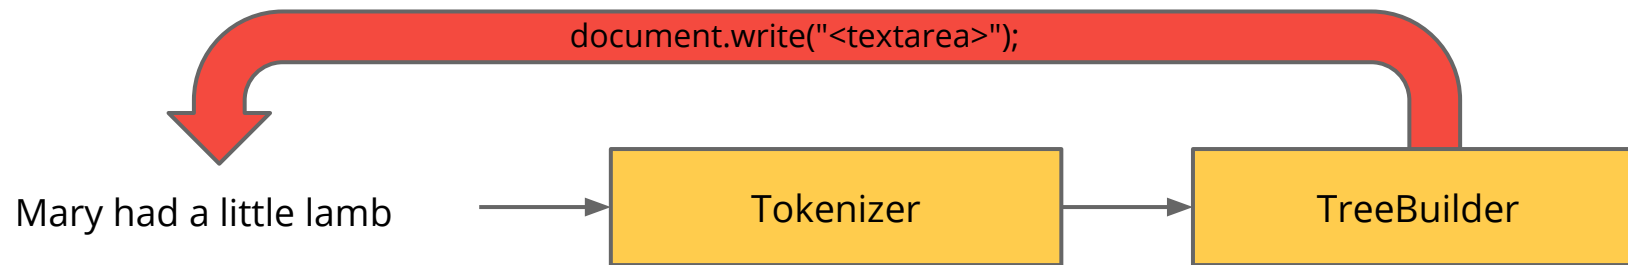 document.write("<textarea>");
Mary had a little lamb
Tokenizer
TreeBuilder